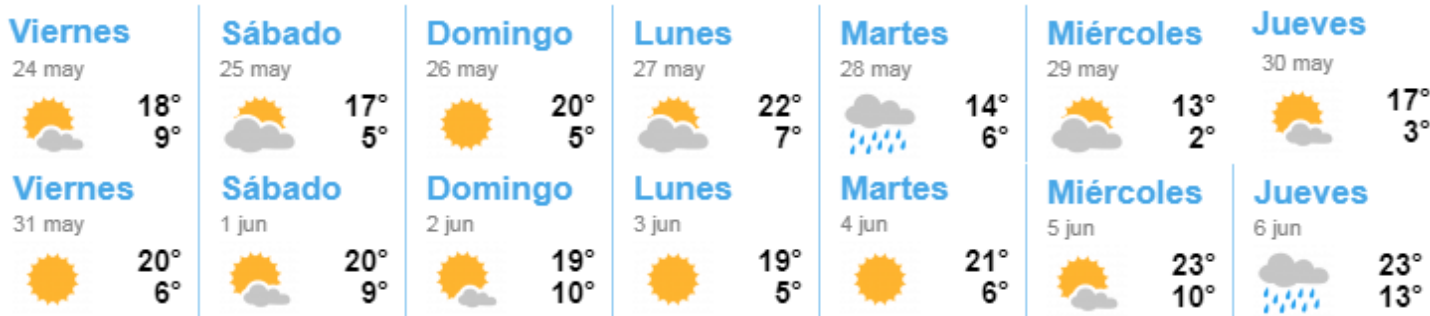 Viernes
24 may
18°
9°
Sábado
25 may
17°
5°
Domingo
26 may
20°
5°
Lunes
27 may
22°
7°
Martes
28 may
14°
6°
Miércoles
29 may
13°
2°
Jueves
30 may
17°
3°
Viernes
31 may
20°
6°
Sábado
1 jun
20°
9°
Domingo
2 jun
19°
10°
Lunes
3 jun
19°
5°
Martes
4 jun
21°
6°
Miércoles
5 jun
23°
10°
Jueves
6 jun
23°
13°